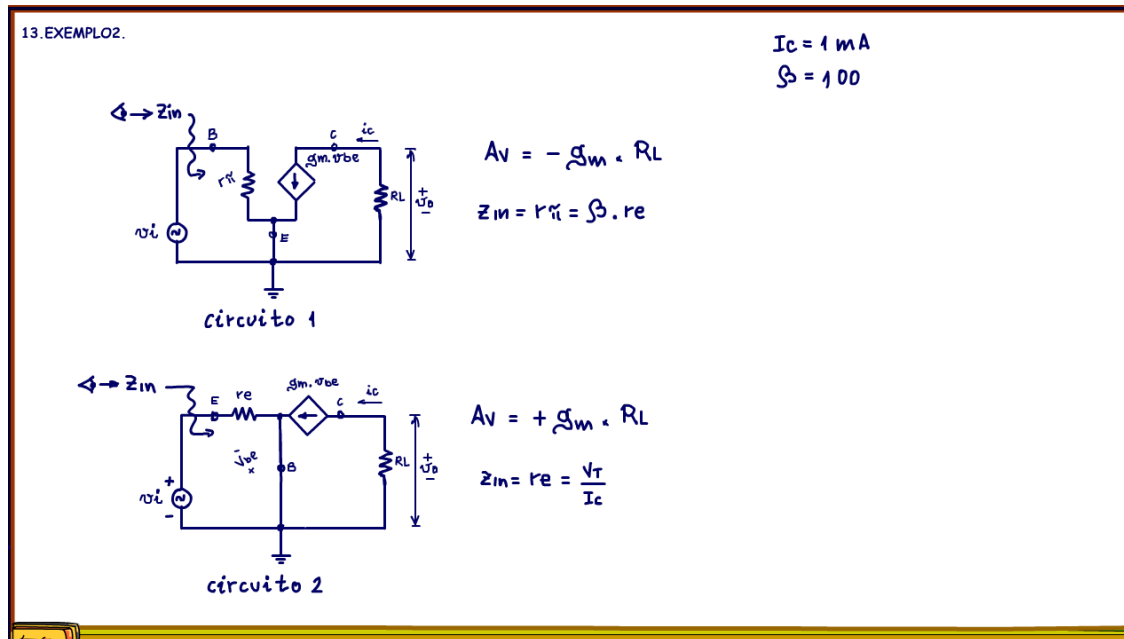 13.EXEMPLO2.
Ic = 1 mA
β = 100
Zin
B
C
ic
gm.vbe
rπ
RL
+
vo
-
vi
E
Av = - gm . RL
Zin = rπ = β . re
circuito 1
Zin
E
re
gm.vbe
C
ic
- vbe +
B
RL
+
vo
-
+
vi
-
Av = + gm . RL
Zin = re = VT / Ic
circuito 2